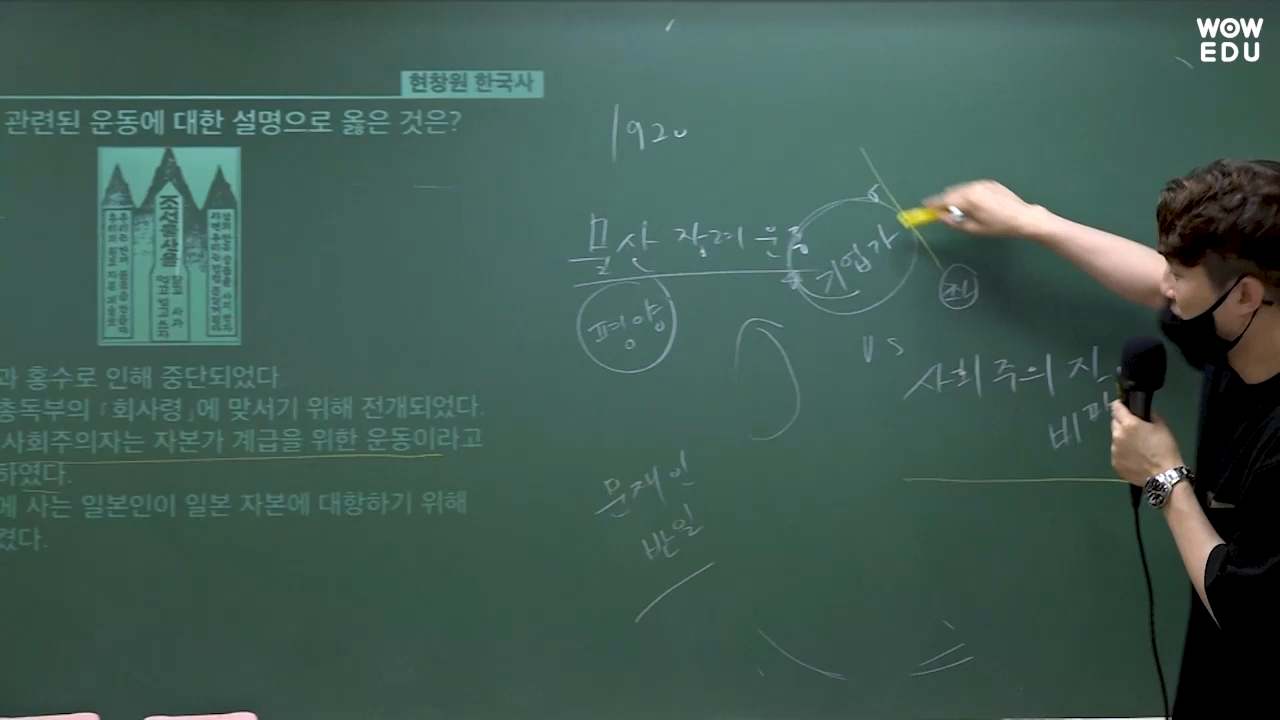 WOW
EDU
현창원 한국사
관련된 운동에 대한 설명으로 옳은 것은?
조선물산
과 홍수로 인해 중단되었다.
총독부의 「회사령」에 맞서기 위해 전개되었다.
사회주의자는 자본가 계급을 위한 운동이라고
하였다.
에 사는 일본인이 일본 자본에 대항하기 위해
켰다.
1920
물산 장려 운동
기업가
평양
vs
사회주의 진
비판
문재인
반일